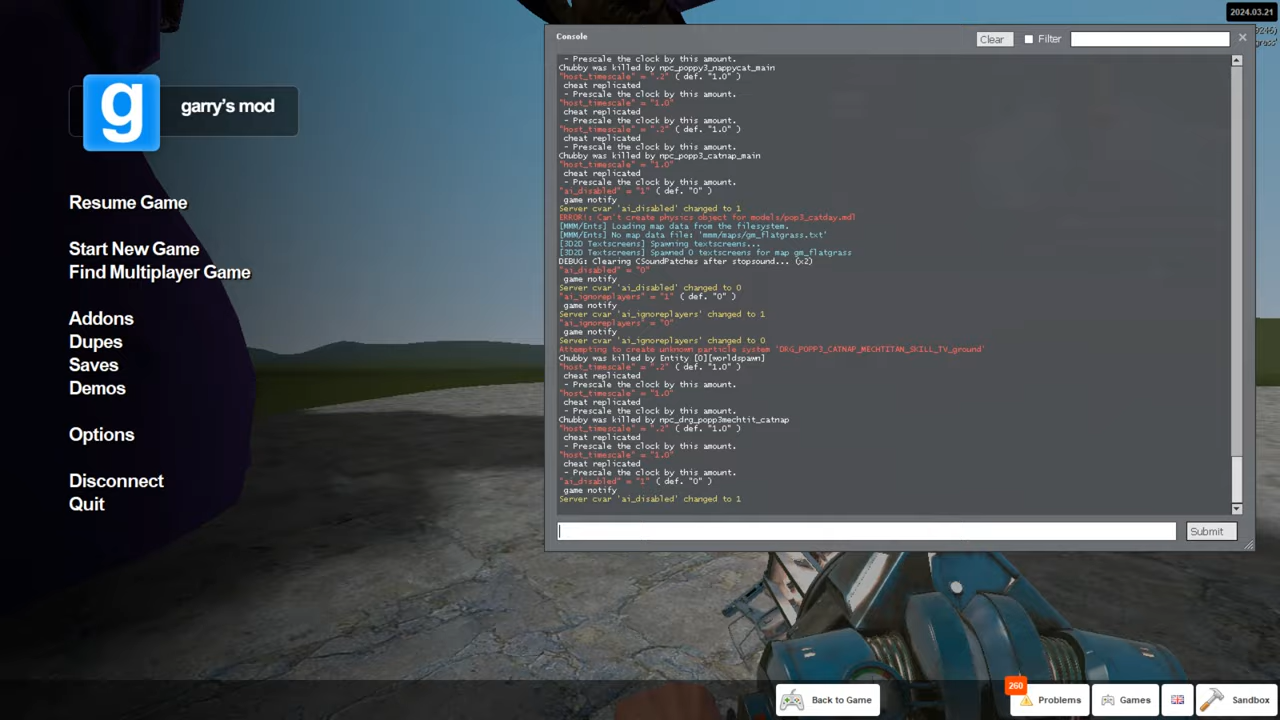 2024.03.21
9246)
grass'
g
garry's mod
Resume Game
Start New Game
Find Multiplayer Game
Addons
Dupes
Saves
Demos
Options
Disconnect
Quit
Console
Clear
Filter
- Prescale the clock by this amount.
Chubby was killed by npc_poppy3_nappycat_main
"host_timescale" = ".2" ( def. "1.0" )
cheat replicated
- Prescale the clock by this amount.
"host_timescale" = "1.0"
cheat replicated
- Prescale the clock by this amount.
"host_timescale" = ".2" ( def. "1.0" )
cheat replicated
- Prescale the clock by this amount.
Chubby was killed by npc_popp3_catnap_main
"host_timescale" = "1.0"
cheat replicated
- Prescale the clock by this amount.
"ai_disabled" = "1" ( def. "0" )
game notify
Server cvar 'ai_disabled' changed to 1
ERROR!: Can't create physics object for models/pop3_catday.mdl
[MMM/Ents] Loading map data from the filesystem.
[MMM/Ents] No map data file: 'mmm/maps/gm_flatgrass.txt'
[3D2D Textscreens] Spawning textscreens...
[3D2D Textscreens] Spawned 0 textscreens for map gm_flatgrass
DEBUG: Clearing CSoundPatches after stopsound... (x2)
"ai_disabled" = "0"
game notify
Server cvar 'ai_disabled' changed to 0
"ai_ignoreplayers" = "1" ( def. "0" )
game notify
Server cvar 'ai_ignoreplayers' changed to 1
"ai_ignoreplayers" = "0"
game notify
Server cvar 'ai_ignoreplayers' changed to 0
Attempting to create unknown particle system 'DRG_POPP3_CATNAP_MECHTITAN_SKILL_TV_ground'
Chubby was killed by Entity [0][worldspawn]
"host_timescale" = ".2" ( def. "1.0" )
cheat replicated
- Prescale the clock by this amount.
"host_timescale" = "1.0"
cheat replicated
- Prescale the clock by this amount.
Chubby was killed by npc_drg_popp3mechtit_catnap
"host_timescale" = ".2" ( def. "1.0" )
cheat replicated
- Prescale the clock by this amount.
"host_timescale" = "1.0"
cheat replicated
- Prescale the clock by this amount.
"ai_disabled" = "1" ( def. "0" )
game notify
Server cvar 'ai_disabled' changed to 1
Submit
Back to Game
260
Problems
Games
Sandbox